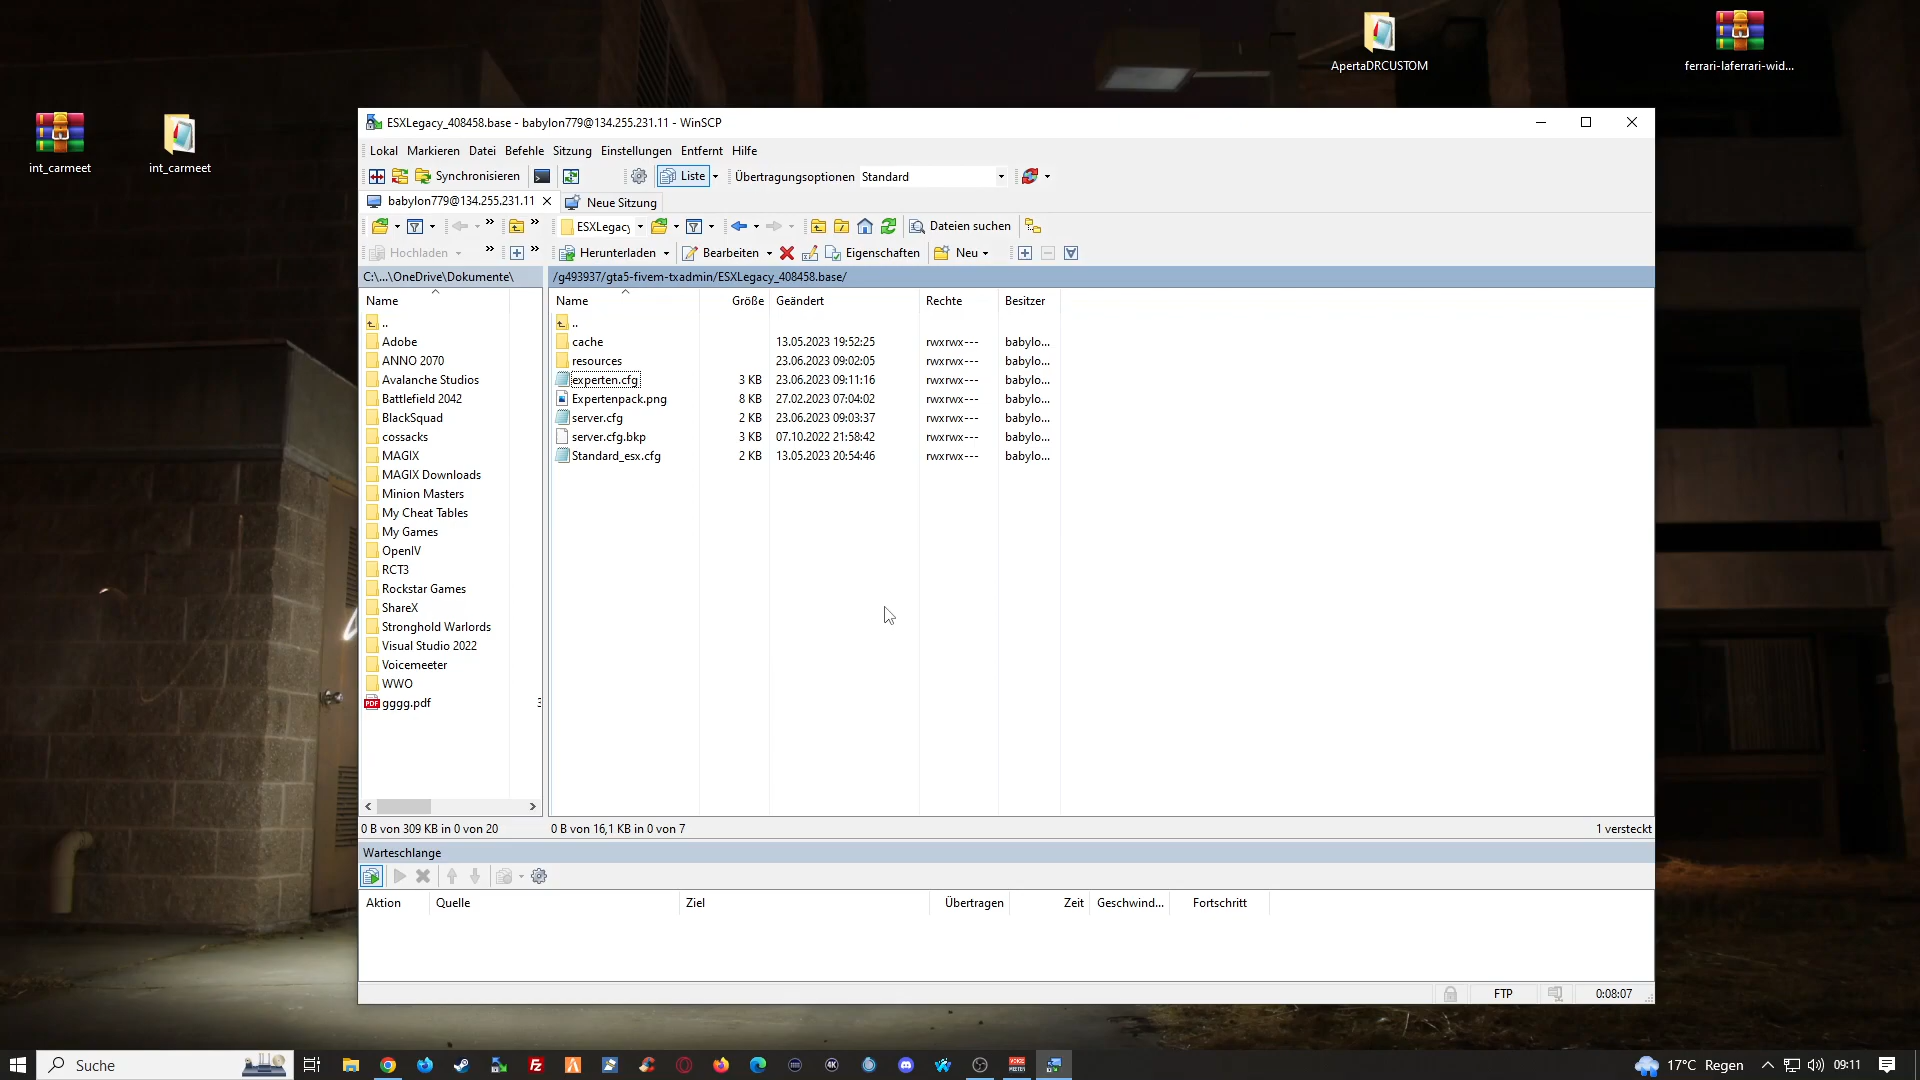 ApertaDRCUSTOM
ferrari-laferrari-wid...
int_carmeet
int_carmeet
ESXLegacy_408458.base - babylon779@134.255.231.11 - WinSCP
Lokal Markieren Datei Befehle Sitzung Einstellungen Entfernt Hilfe
Synchronisieren Liste Übertragungsoptionen Standard
babylon779@134.255.231.11 Neue Sitzung
ESXLegacy Dateien suchen
Hochladen Herunterladen Bearbeiten Eigenschaften Neu
C:\...\OneDrive\Dokumente\
Name
..
Adobe
ANNO 2070
Avalanche Studios
Battlefield 2042
BlackSquad
cossacks
MAGIX
MAGIX Downloads
Minion Masters
My Cheat Tables
My Games
OpenIV
RCT3
Rockstar Games
ShareX
Stronghold Warlords
Visual Studio 2022
Voicemeeter
WWO
gggg.pdf
0 B von 309 KB in 0 von 20
/g493937/gta5-fivem-txadmin/ESXLegacy_408458.base/
Name Größe Geändert Rechte Besitzer
..
cache 13.05.2023 19:52:25 rwxrwx--- babylo...
resources 23.06.2023 09:02:05 rwxrwx--- babylo...
experten.cfg 3 KB 23.06.2023 09:11:16 rwxrwx--- babylo...
Expertenpack.png 8 KB 27.02.2023 07:04:02 rwxrwx--- babylo...
server.cfg 2 KB 23.06.2023 09:03:37 rwxrwx--- babylo...
server.cfg.bkp 3 KB 07.10.2022 21:58:42 rwxrwx--- babylo...
Standard_esx.cfg 2 KB 13.05.2023 20:54:46 rwxrwx--- babylo...
0 B von 16,1 KB in 0 von 7
1 versteckt
Warteschlange
Aktion Quelle Ziel Übertragen Zeit Geschwind... Fortschritt
FTP 0:08:07
Suche
17°C Regen 09:11